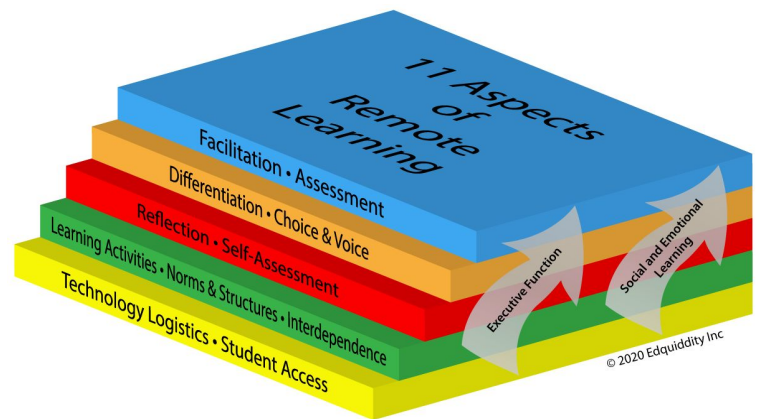 11 Aspects
of
Remote
Learning
Facilitation • Assessment
Differentiation • Choice & Voice
Reflection • Self-Assessment
Learning Activities • Norms & Structures • Interdependence
Technology Logistics • Student Access
Executive Function
Social and Emotional
Learning
© 2020 Edquiddity Inc